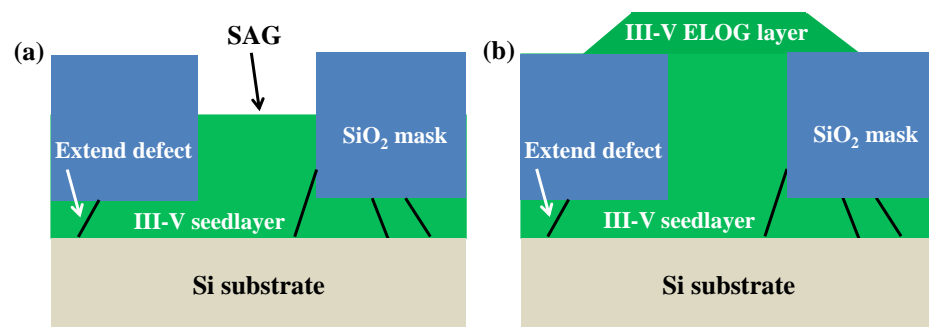 (a)
SAG
SiO₂ mask
Extend defect
III-V seedlayer
Si substrate
(b)
III-V ELOG layer
SiO₂ mask
Extend defect
III-V seedlayer
Si substrate